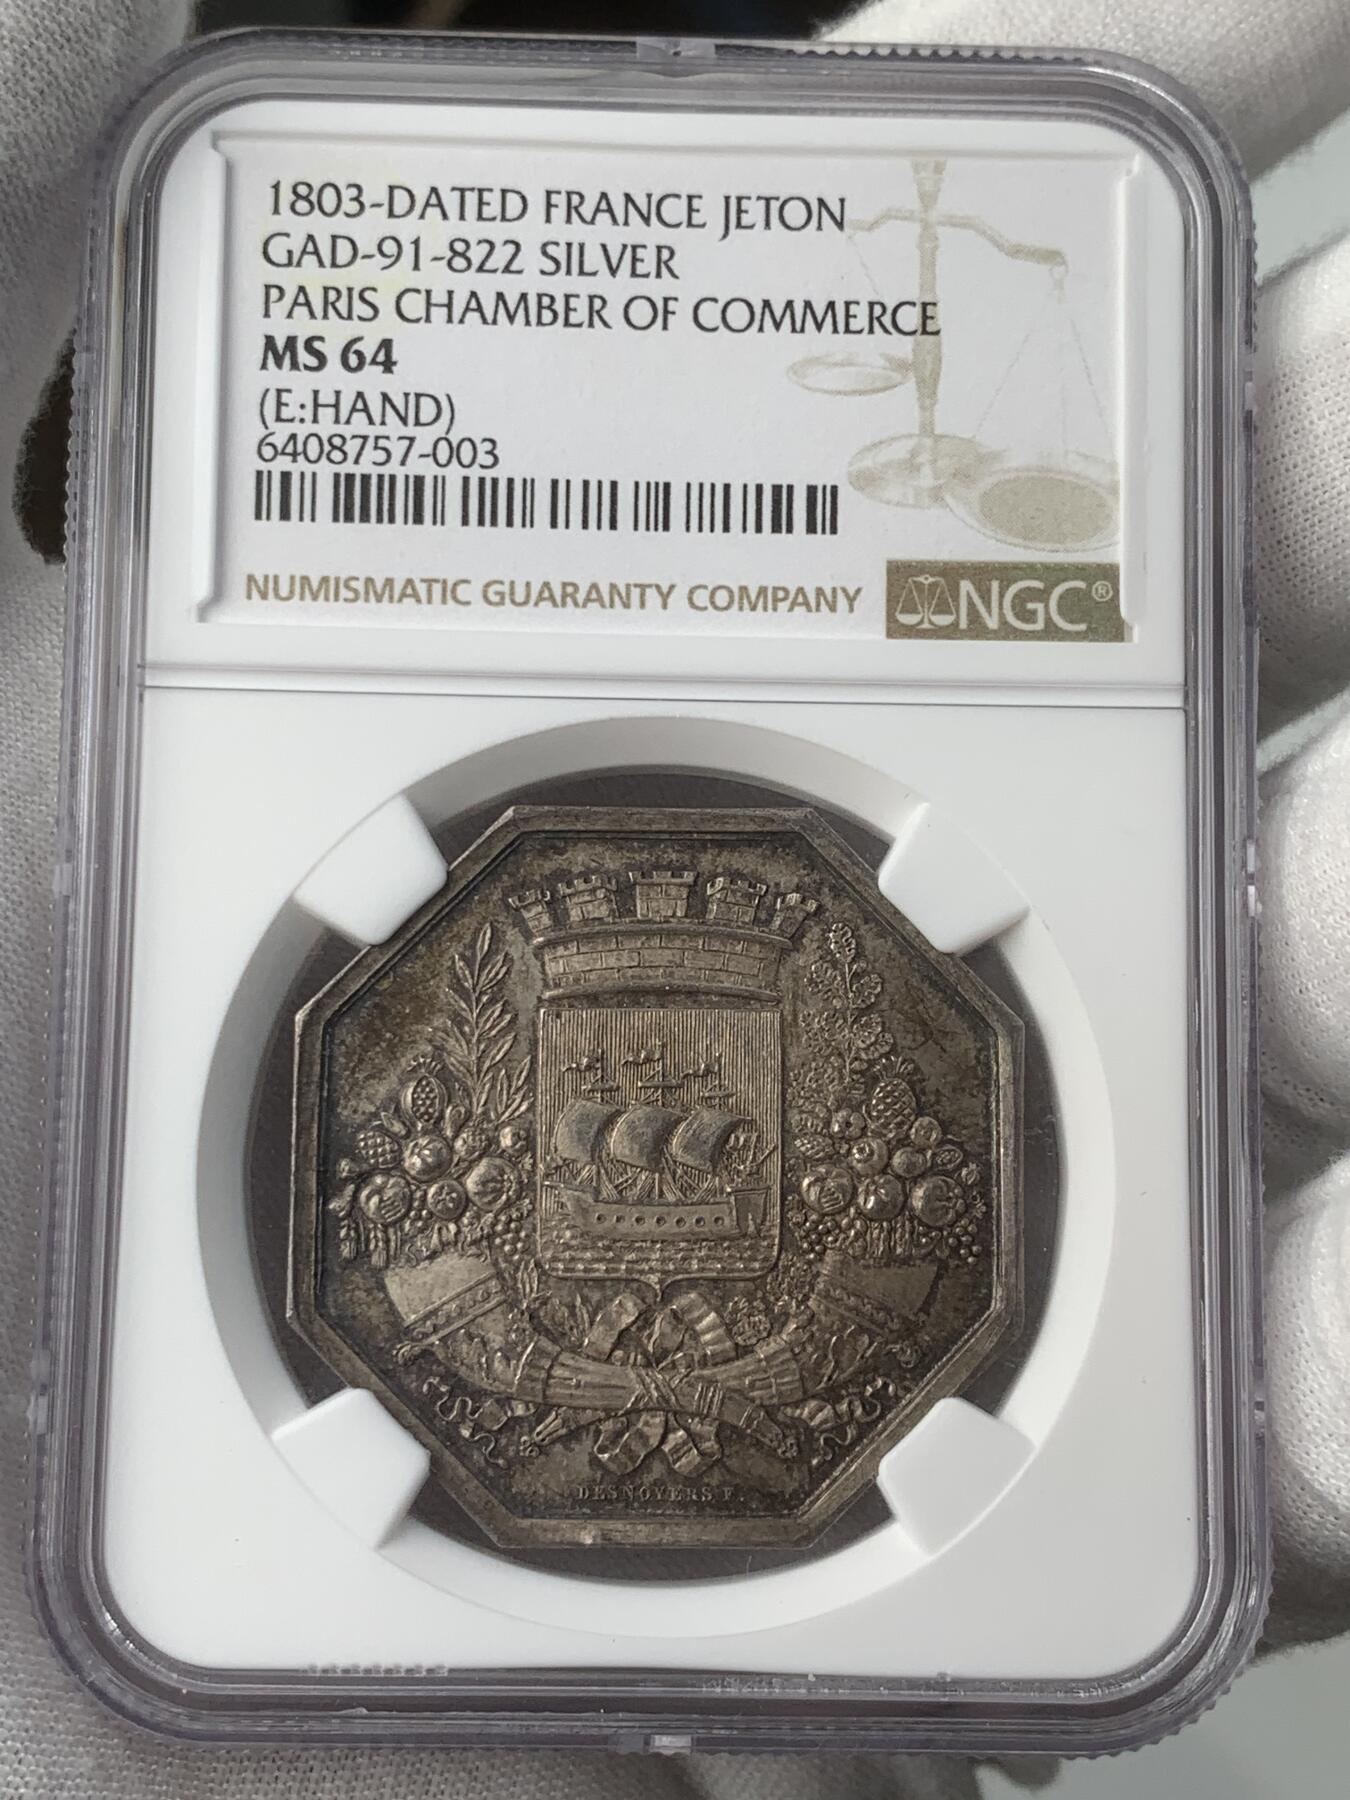 1803-DATED FRANCE JETON
GAD-91-822 SILVER
PARIS CHAMBER OF COMMERCE
MS 64
(E:HAND)
6408757-003
NUMISMATIC GUARANTY COMPANY
NGC®
DESNOYERS F.